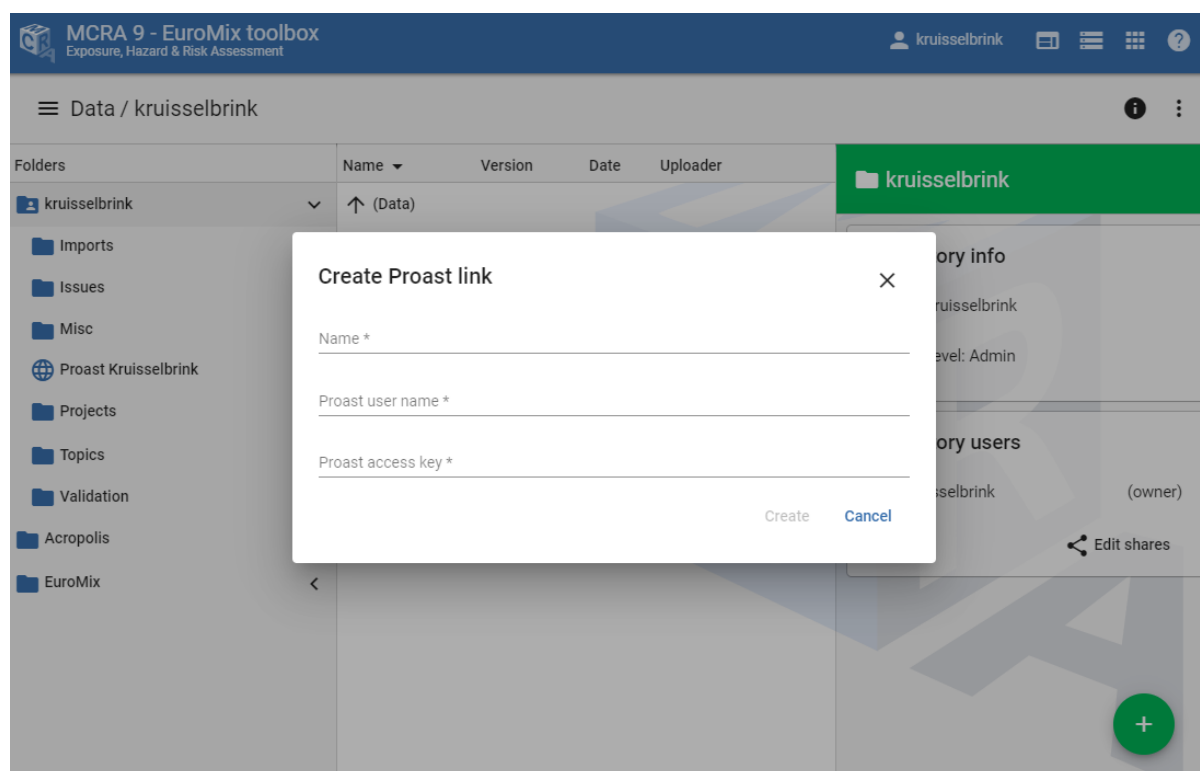 MCRA 9 - EuroMix toolbox
Exposure, Hazard & Risk Assessment
kruisselbrink
Data / kruisselbrink
Folders
Name
Version
Date
Uploader
kruisselbrink
kruisselbrink
(Data)
Imports
Issues
Misc
Proast Kruisselbrink
Projects
Topics
Validation
Acropolis
EuroMix
Create Proast link
Name *
Proast user name *
Proast access key *
Create
Cancel
ory info
ruisselbrink
evel: Admin
ory users
selbrink
(owner)
Edit shares